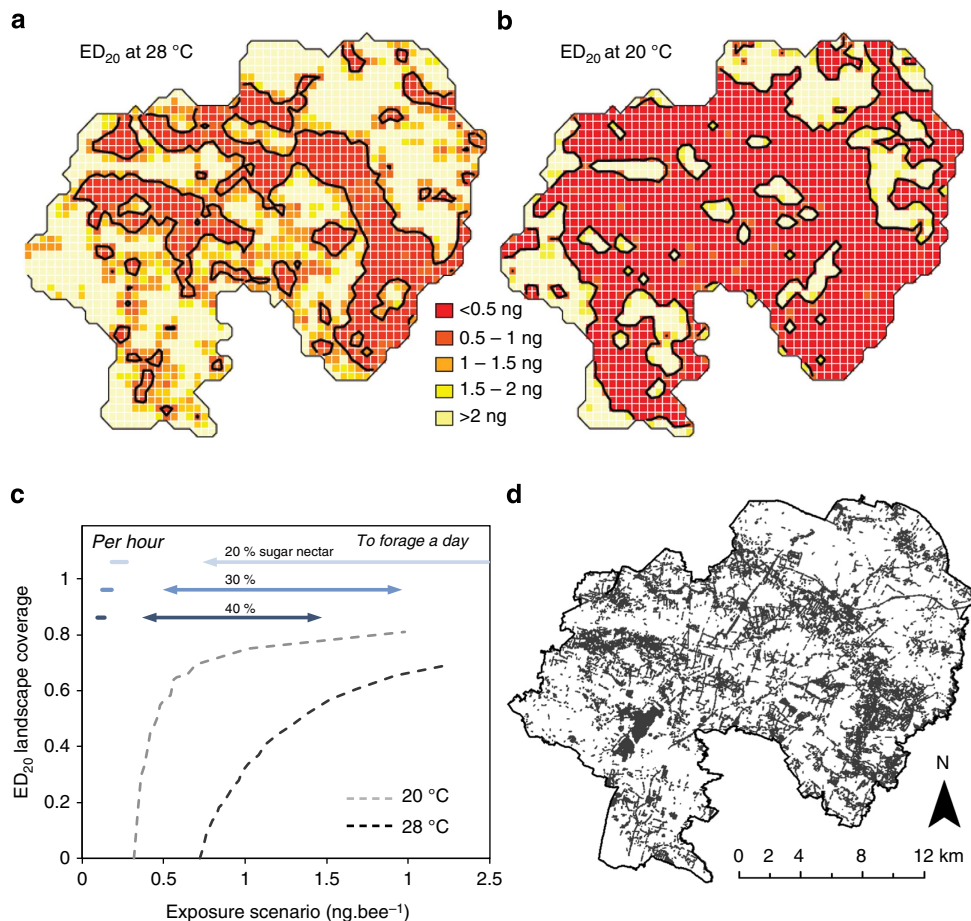 a
ED20 at 28 °C
b
ED20 at 20 °C
<0.5 ng
0.5 – 1 ng
1 – 1.5 ng
1.5 – 2 ng
>2 ng
c
Per hour
To forage a day
20 % sugar nectar
30 %
40 %
1
0.8
0.6
0.4
0.2
0
ED20 landscape coverage
20 °C
28 °C
0 0.5 1 1.5 1 2.5
Exposure scenario (ng.bee–1)
d
N
0 2 4 8 12 km